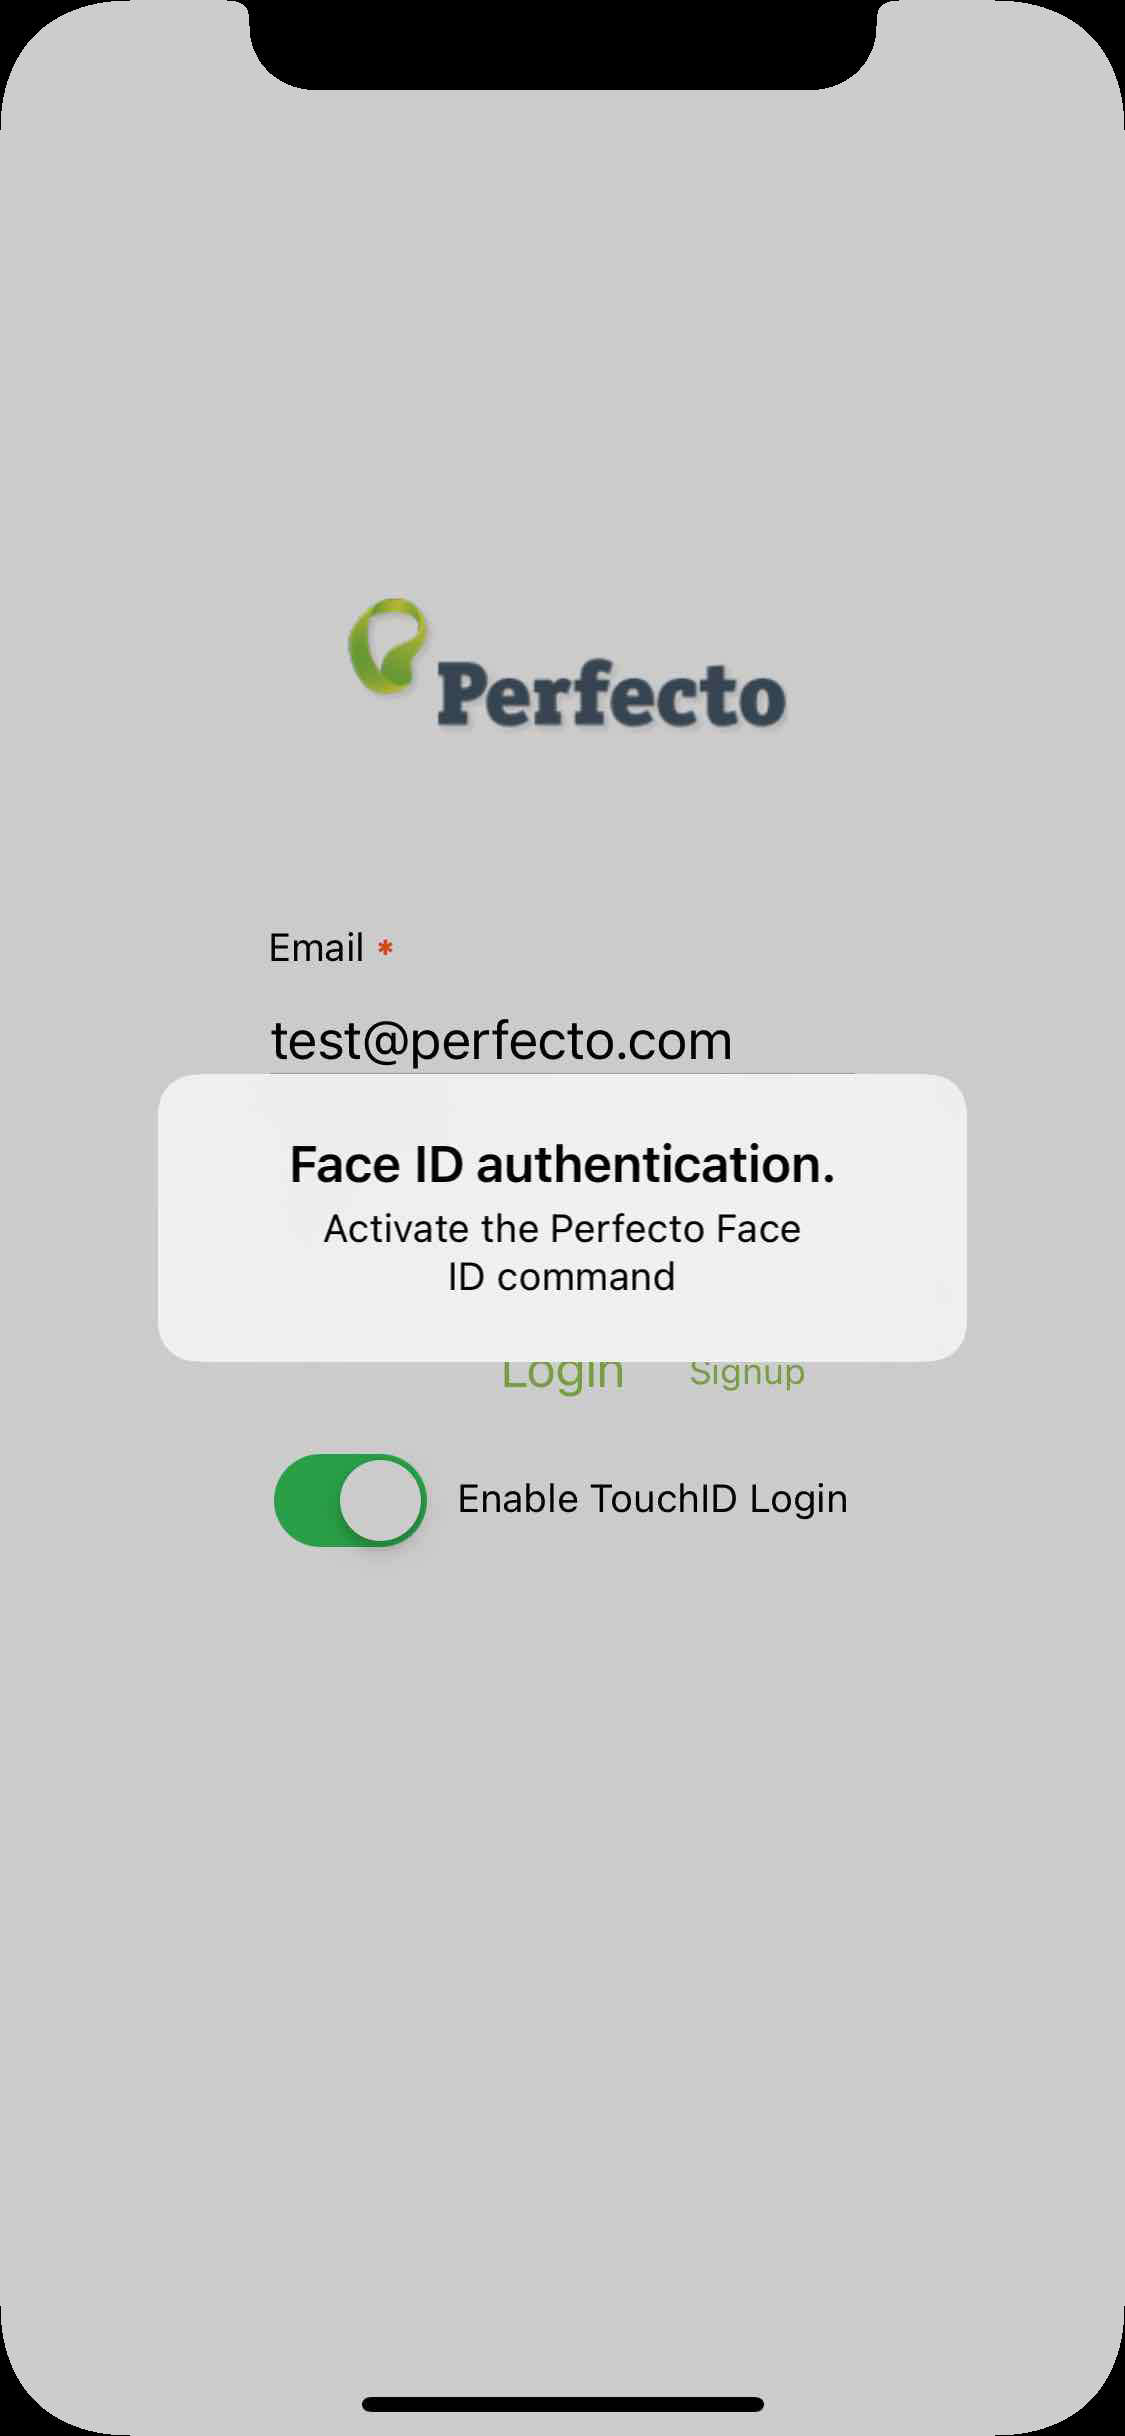 Perfecto
Email *
test@perfecto.com
Face ID authentication.
Activate the Perfecto Face
ID command
Login Signup
Enable TouchID Login